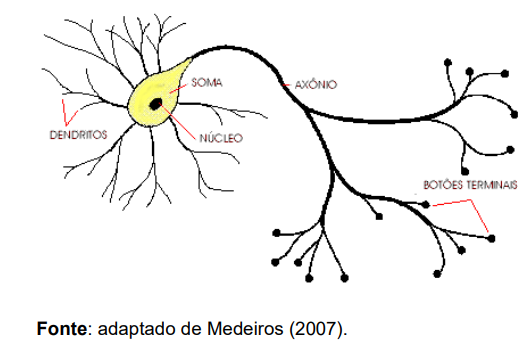 SOMA
AXÔNIO
DENDRITOS
NÚCLEO
BOTÕES TERMINAIS
Fonte: adaptado de Medeiros (2007).